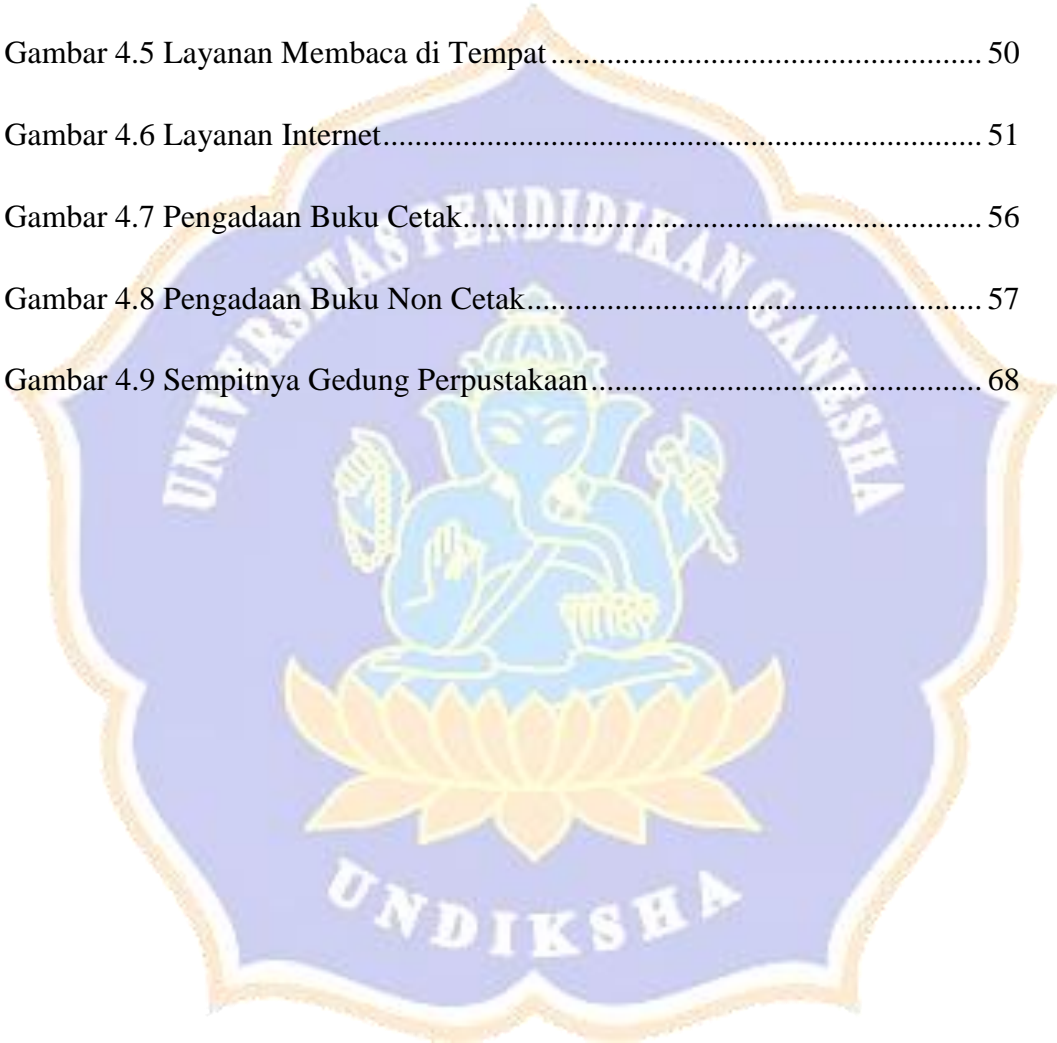 Gambar 4.5 Layanan Membaca di Tempat ...................................................... 50
Gambar 4.6 Layanan Internet........................................................................... 51
Gambar 4.7 Pengadaan Buku Cetak................................................................. 56
Gambar 4.8 Pengadaan Buku Non Cetak......................................................... 57
Gambar 4.9 Sempitnya Gedung Perpustakaan................................................. 68
UNIVERSITAS PENDIDIKAN GANESHA
UNDIKSHA